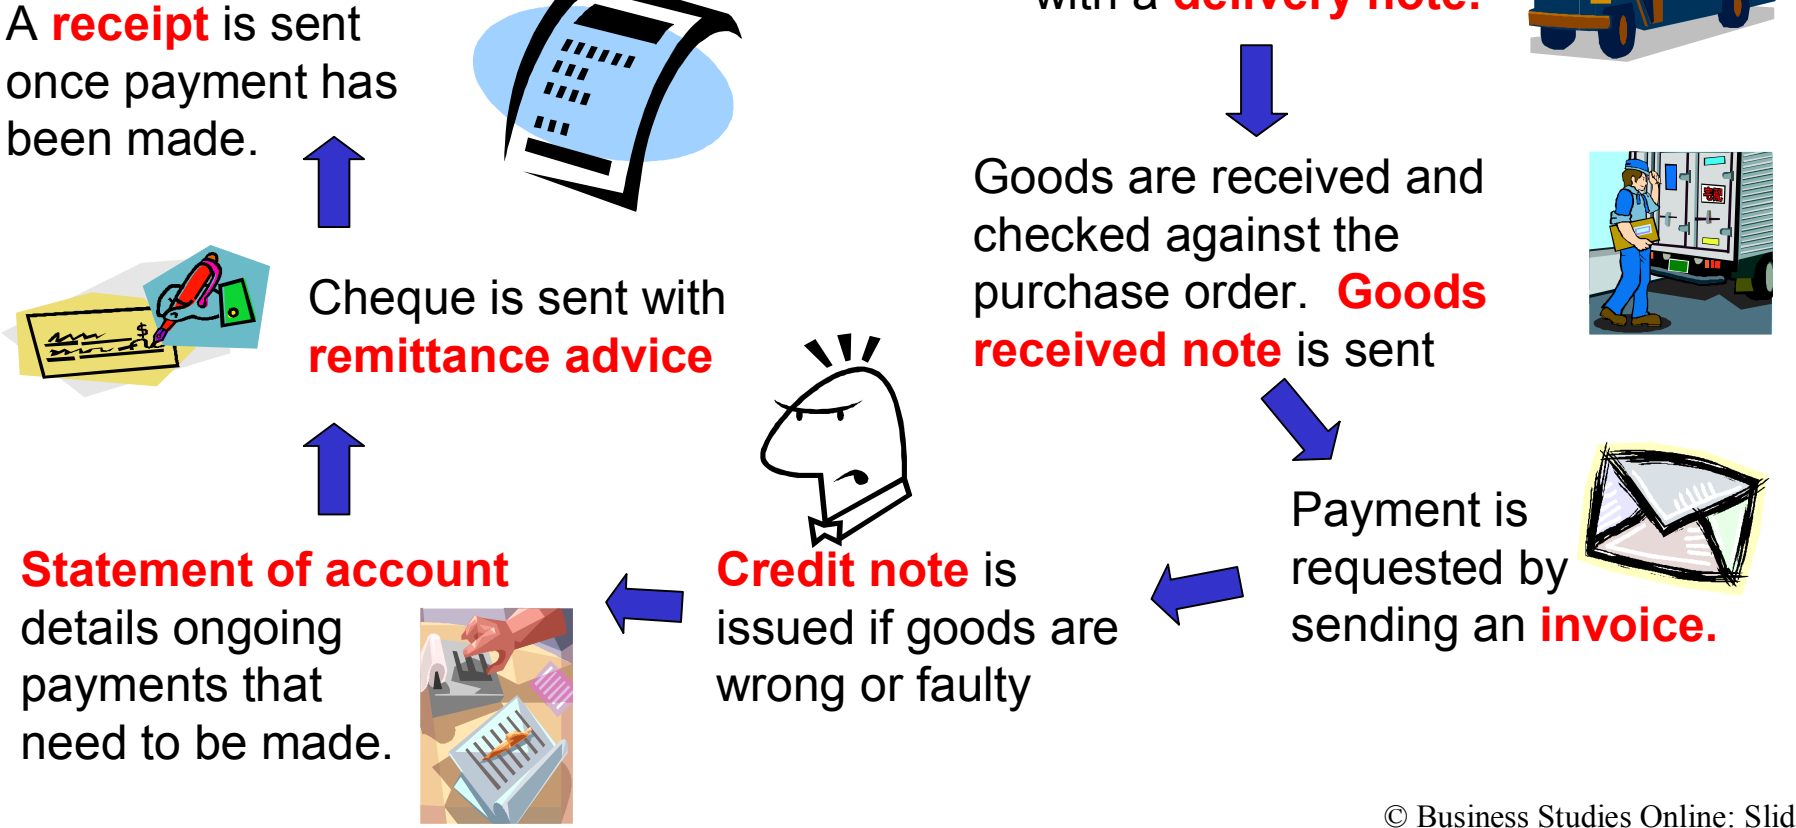 A receipt is sent
once payment has
been made.
with a delivery note.
Goods are received and
checked against the
purchase order. Goods
received note is sent
Cheque is sent with
remittance advice
Payment is
requested by
sending an invoice.
Credit note is
issued if goods are
wrong or faulty
Statement of account
details ongoing
payments that
need to be made.
© Business Studies Online: Slid